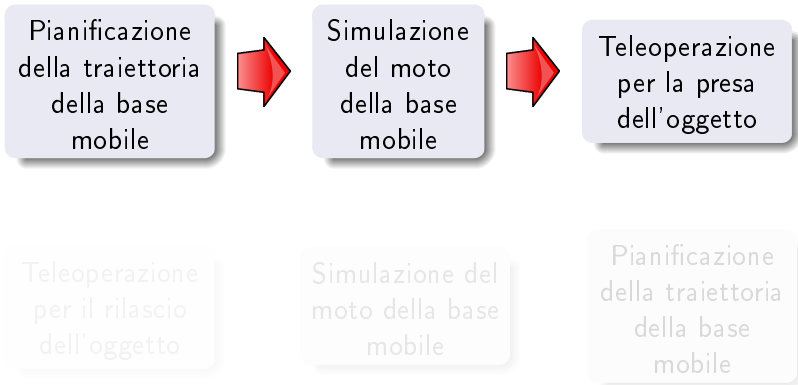 Pianificazione
della traiettoria
della base
mobile
Simulazione
del moto
della base
mobile
Teleoperazione
per la presa
dell'oggetto
Teleoperazione
per il rilascio
dell'oggetto
Simulazione del
moto della base
mobile
Pianificazione
della traiettoria
della base
mobile